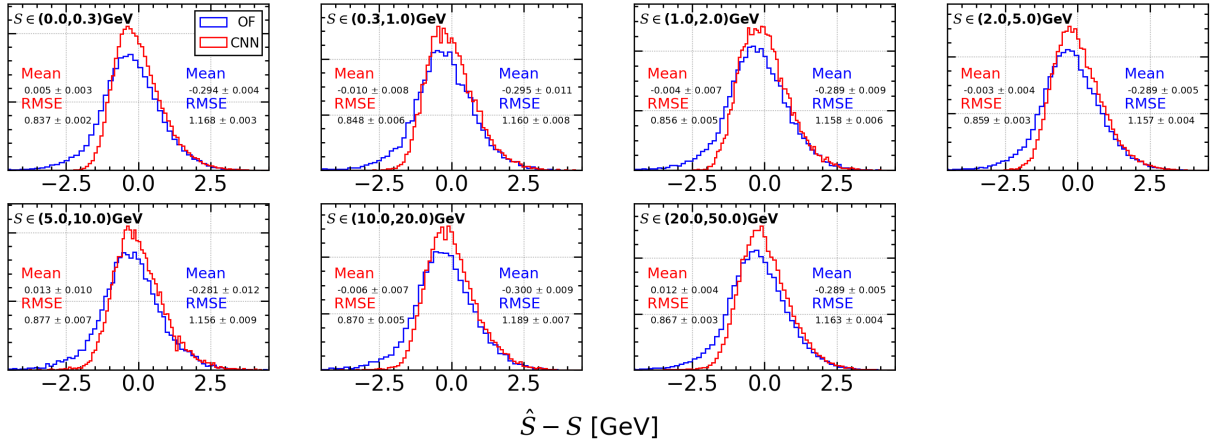 S ∈ (0.0,0.3)GeV
OF
CNN
Mean
0.005 ± 0.003
RMSE
0.837 ± 0.002
Mean
-0.294 ± 0.004
RMSE
1.168 ± 0.003
−2.5 0.0 2.5
S ∈ (0.3,1.0)GeV
Mean
-0.010 ± 0.008
RMSE
0.848 ± 0.006
Mean
-0.295 ± 0.011
RMSE
1.160 ± 0.008
−2.5 0.0 2.5
S ∈ (1.0,2.0)GeV
Mean
-0.004 ± 0.007
RMSE
0.856 ± 0.005
Mean
-0.289 ± 0.009
RMSE
1.158 ± 0.006
−2.5 0.0 2.5
S ∈ (2.0,5.0)GeV
Mean
-0.003 ± 0.004
RMSE
0.859 ± 0.003
Mean
-0.289 ± 0.005
RMSE
1.157 ± 0.004
−2.5 0.0 2.5
S ∈ (5.0,10.0)GeV
Mean
0.013 ± 0.010
RMSE
0.877 ± 0.007
Mean
-0.281 ± 0.012
RMSE
1.156 ± 0.009
−2.5 0.0 2.5
S ∈ (10.0,20.0)GeV
Mean
-0.006 ± 0.007
RMSE
0.870 ± 0.005
Mean
-0.300 ± 0.009
RMSE
1.189 ± 0.007
−2.5 0.0 2.5
S ∈ (20.0,50.0)GeV
Mean
0.012 ± 0.004
RMSE
0.867 ± 0.003
Mean
-0.289 ± 0.005
RMSE
1.163 ± 0.004
−2.5 0.0 2.5
Ŝ − S [GeV]